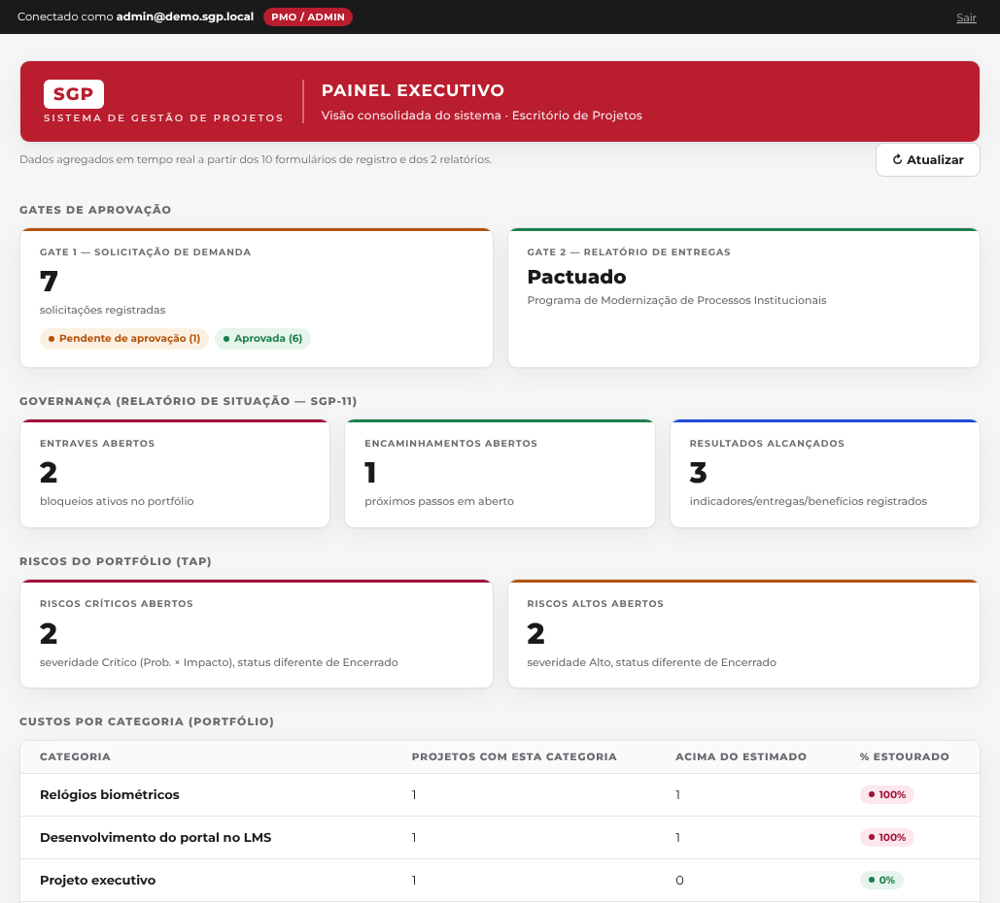 Conectado como admin@demo.sgp.local PMO / ADMIN Sair
SGP
SISTEMA DE GESTÃO DE PROJETOS
PAINEL EXECUTIVO
Visão consolidada do sistema · Escritório de Projetos
Dados agregados em tempo real a partir dos 10 formulários de registro e dos 2 relatórios.
↻ Atualizar
GATES DE APROVAÇÃO
GATE 1 — SOLICITAÇÃO DE DEMANDA
7
solicitações registradas
Pendente de aprovação (1) Aprovada (6)
GATE 2 — RELATÓRIO DE ENTREGAS
Pactuado
Programa de Modernização de Processos Institucionais
GOVERNANÇA (RELATÓRIO DE SITUAÇÃO — SGP-11)
ENTRAVES ABERTOS
2
bloqueios ativos no portfólio
ENCAMINHAMENTOS ABERTOS
1
próximos passos em aberto
RESULTADOS ALCANÇADOS
3
indicadores/entregas/benefícios registrados
RISCOS DO PORTFÓLIO (TAP)
RISCOS CRÍTICOS ABERTOS
2
severidade Crítico (Prob. × Impacto), status diferente de Encerrado
RISCOS ALTOS ABERTOS
2
severidade Alto, status diferente de Encerrado
CUSTOS POR CATEGORIA (PORTFÓLIO)
CATEGORIA PROJETOS COM ESTA CATEGORIA ACIMA DO ESTIMADO % ESTOURADO
Relógios biométricos 1 1 100%
Desenvolvimento do portal no LMS 1 1 100%
Projeto executivo 1 0 0%